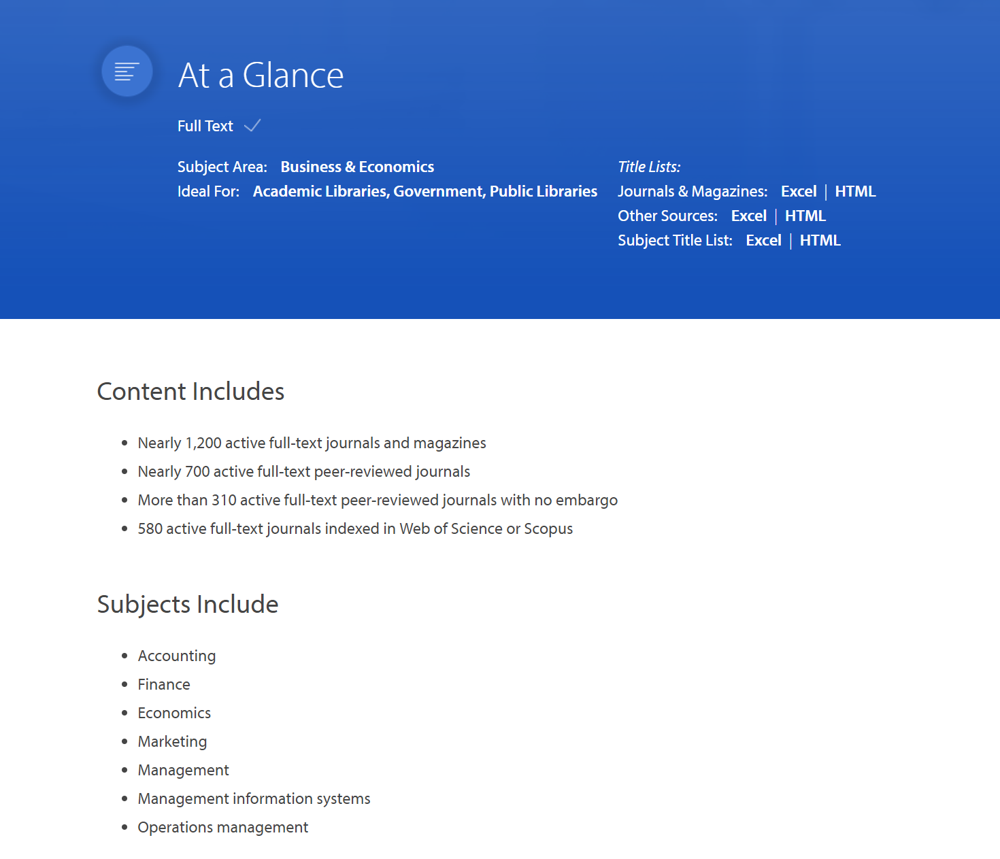 At a Glance
Full Text
Subject Area: Business & Economics
Ideal For: Academic Libraries, Government, Public Libraries
Title Lists:
Journals & Magazines: Excel | HTML
Other Sources: Excel | HTML
Subject Title List: Excel | HTML
Content Includes
• Nearly 1,200 active full-text journals and magazines
• Nearly 700 active full-text peer-reviewed journals
• More than 310 active full-text peer-reviewed journals with no embargo
• 580 active full-text journals indexed in Web of Science or Scopus
Subjects Include
• Accounting
• Finance
• Economics
• Marketing
• Management
• Management information systems
• Operations management